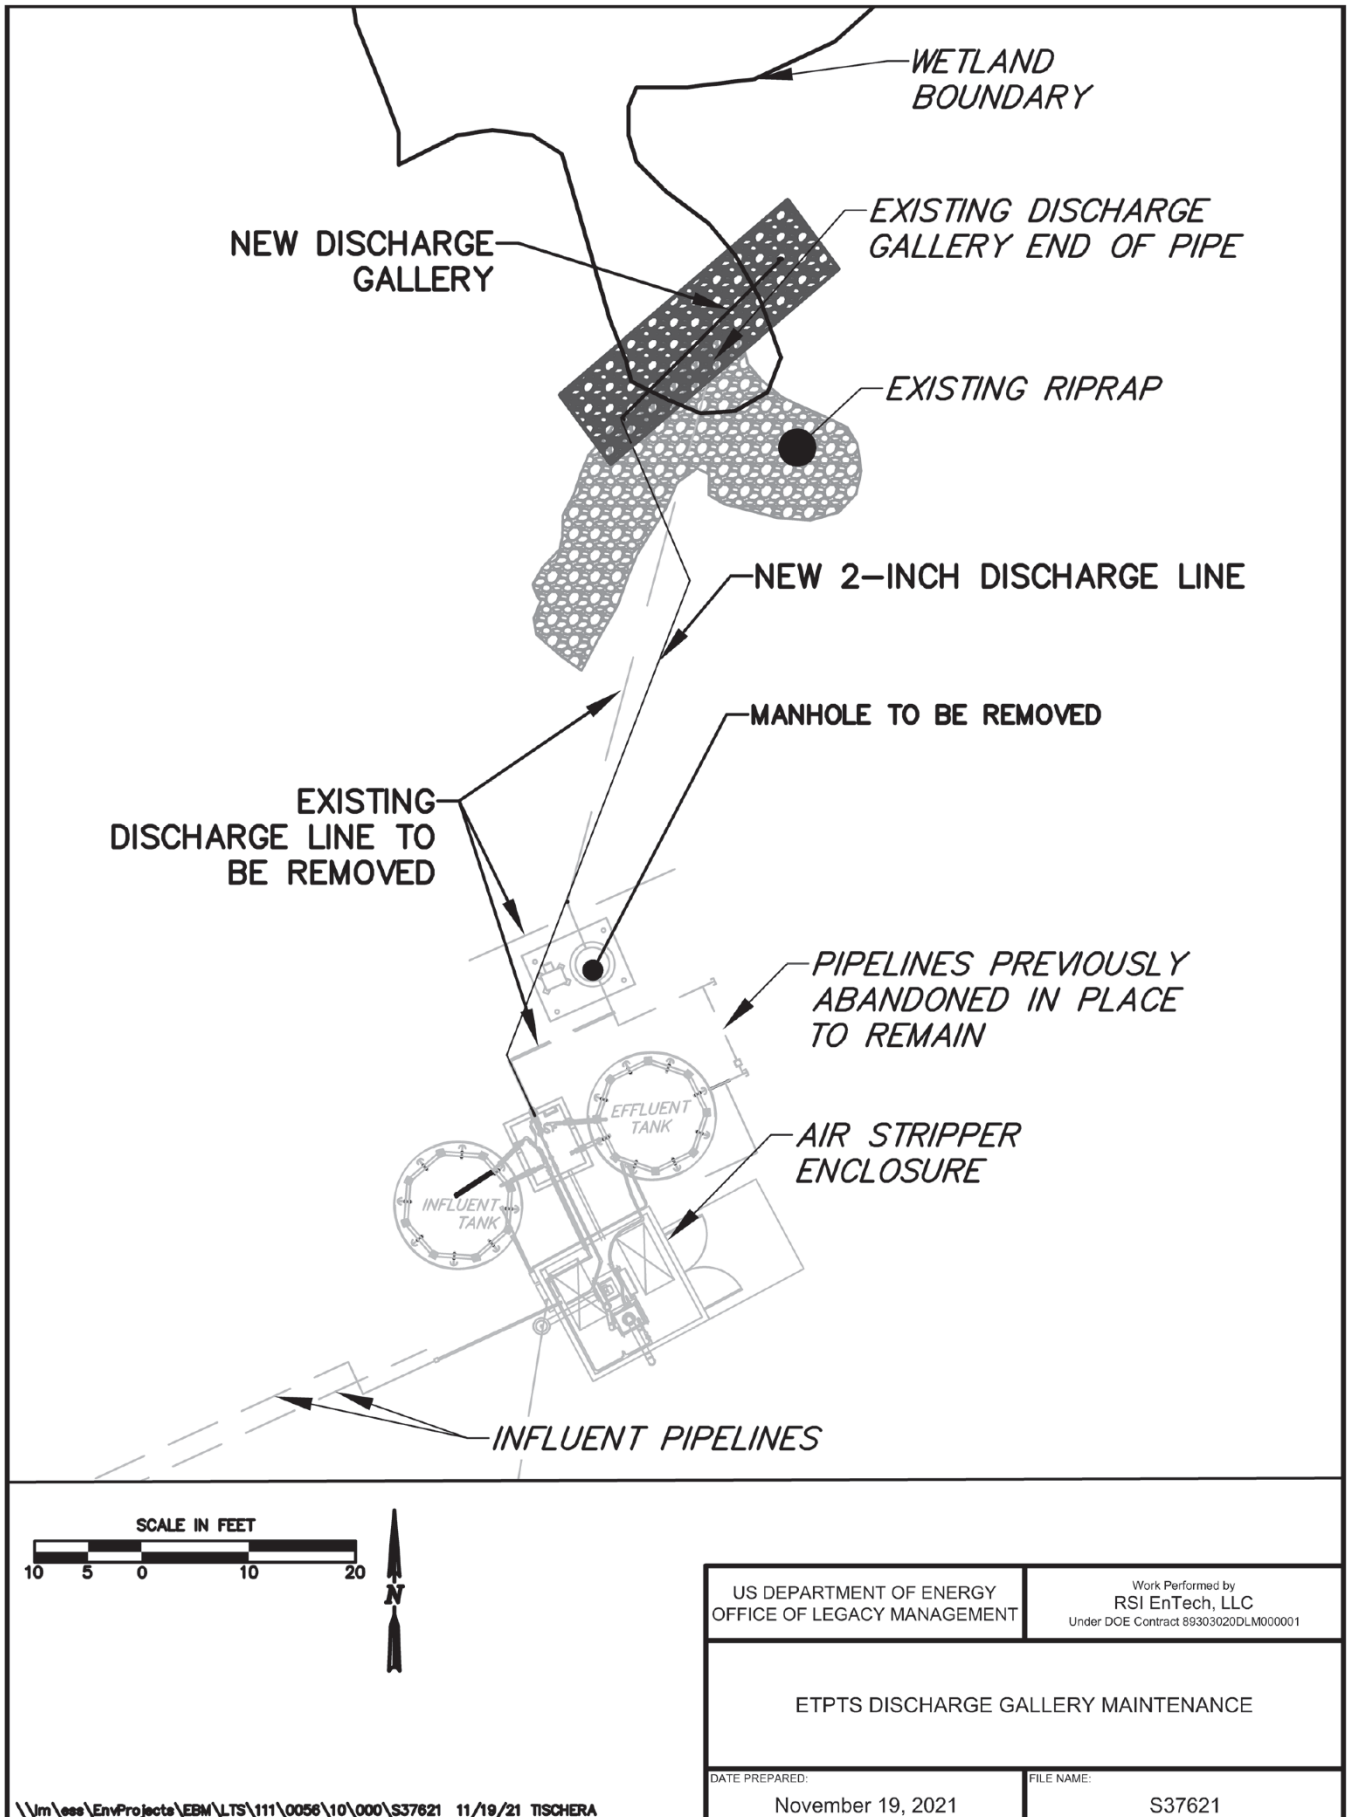 WETLAND
BOUNDARY
EXISTING DISCHARGE
GALLERY END OF PIPE
NEW DISCHARGE
GALLERY
EXISTING RIPRAP
NEW 2-INCH DISCHARGE LINE
MANHOLE TO BE REMOVED
EXISTING
DISCHARGE LINE TO
BE REMOVED
PIPELINES PREVIOUSLY
ABANDONED IN PLACE
TO REMAIN
EFFLUENT
TANK
AIR STRIPPER
ENCLOSURE
INFLUENT
TANK
INFLUENT PIPELINES
SCALE IN FEET
10 5 0 10 20
N
US DEPARTMENT OF ENERGY
OFFICE OF LEGACY MANAGEMENT
Work Performed by
RSI EnTech, LLC
Under DOE Contract 89303020DLM000001
ETPTS DISCHARGE GALLERY MAINTENANCE
DATE PREPARED:
November 19, 2021
FILE NAME:
S37621
\\lm\ess\EnvProjects\EBM\LTS\111\0056\10\000\S37621 11/19/21 TISCHERA